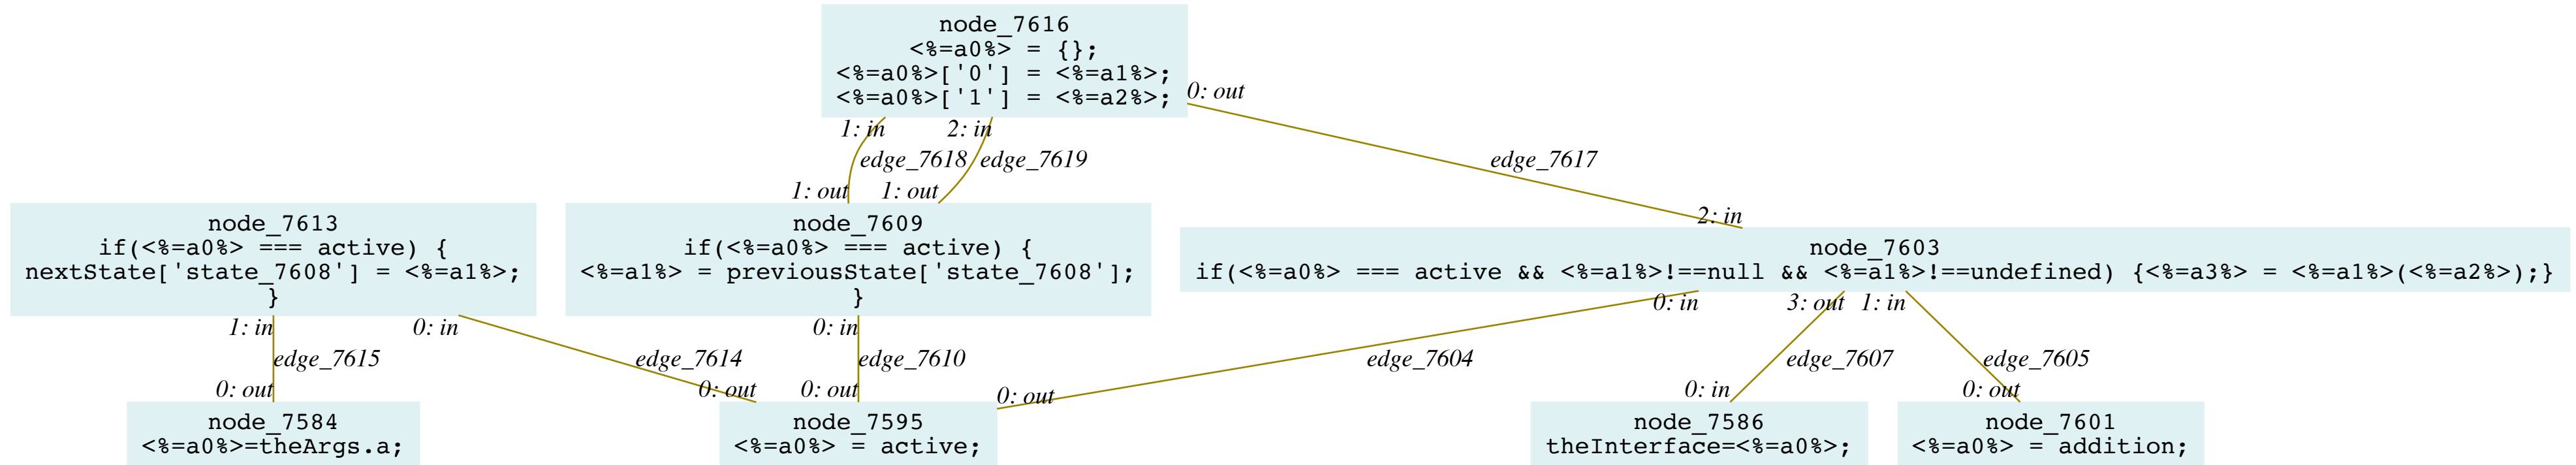 node_7616
<%=a0%> = {};
<%=a0%>['0'] = <%=a1%>;
<%=a0%>['1'] = <%=a2%>;
0: out
1: in
2: in
edge_7618
edge_7619
edge_7617
1: out
1: out
2: in
node_7613
if(<%=a0%> === active) {
nextState['state_7608'] = <%=a1%>;
}
node_7609
if(<%=a0%> === active) {
<%=a1%> = previousState['state_7608'];
}
node_7603
if(<%=a0%> === active && <%=a1%>!==null && <%=a1%>!==undefined) {<%=a3%> = <%=a1%>(<%=a2%>);}
1: in
0: in
0: in
0: in
3: out
1: in
edge_7615
edge_7614
edge_7610
edge_7604
edge_7607
edge_7605
0: out
0: out
0: out
0: out
0: in
0: out
node_7584
<%=a0%>=theArgs.a;
node_7595
<%=a0%> = active;
node_7586
theInterface=<%=a0%>;
node_7601
<%=a0%> = addition;